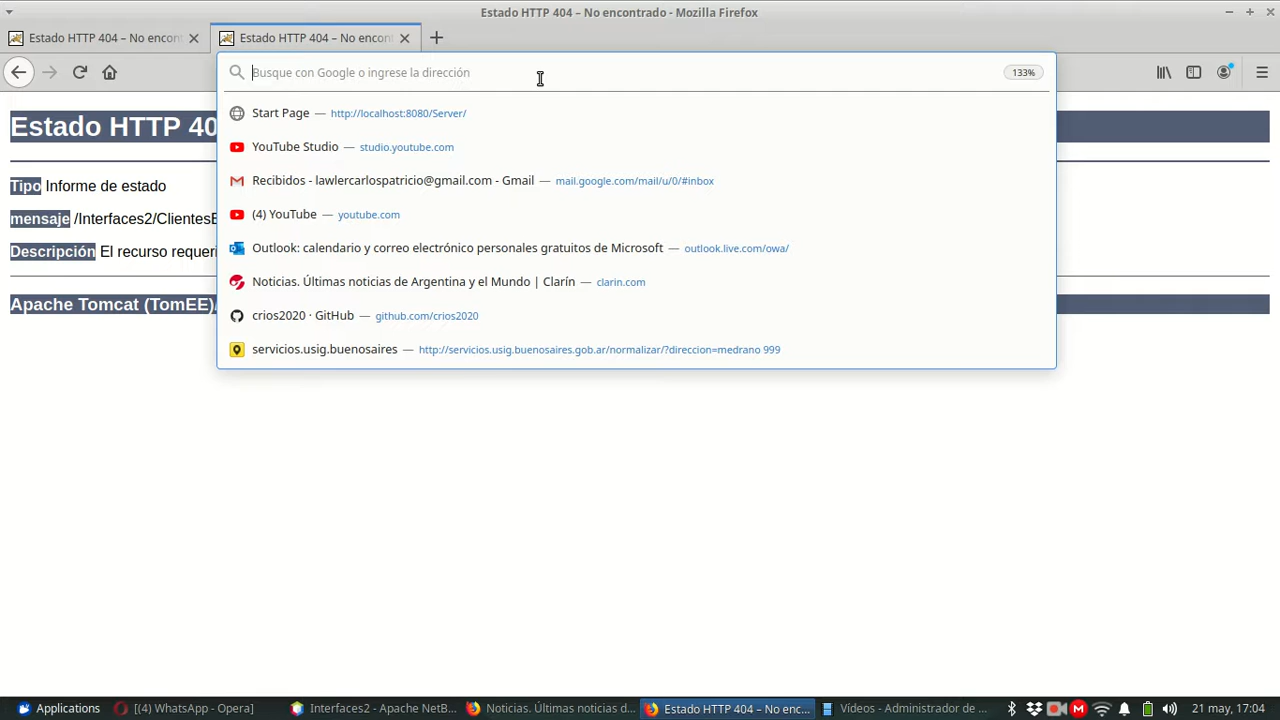 Estado HTTP 404 – No encontrado - Mozilla Firefox
Estado HTTP 404 – No encont
Estado HTTP 404 – No encont
Busque con Google o ingrese la dirección
133%
Start Page — http://localhost:8080/Server/
YouTube Studio — studio.youtube.com
Recibidos - lawlercarlospatricio@gmail.com - Gmail — mail.google.com/mail/u/0/#inbox
(4) YouTube — youtube.com
Outlook: calendario y correo electrónico personales gratuitos de Microsoft — outlook.live.com/owa/
Noticias. Últimas noticias de Argentina y el Mundo | Clarín — clarin.com
crios2020 · GitHub — github.com/crios2020
servicios.usig.buenosaires — http://servicios.usig.buenosaires.gob.ar/normalizar/?direccion=medrano 999
Estado HTTP 40
Tipo Informe de estado
mensaje /Interfaces2/Clientes
Descripción El recurso requeri
Apache Tomcat (TomEE)/
Applications
[(4) WhatsApp - Opera]
Interfaces2 - Apache NetB...
[Noticias. Últimas noticias d...
Estado HTTP 404 – No enc...
[Vídeos - Administrador de ...
21 may, 17:04